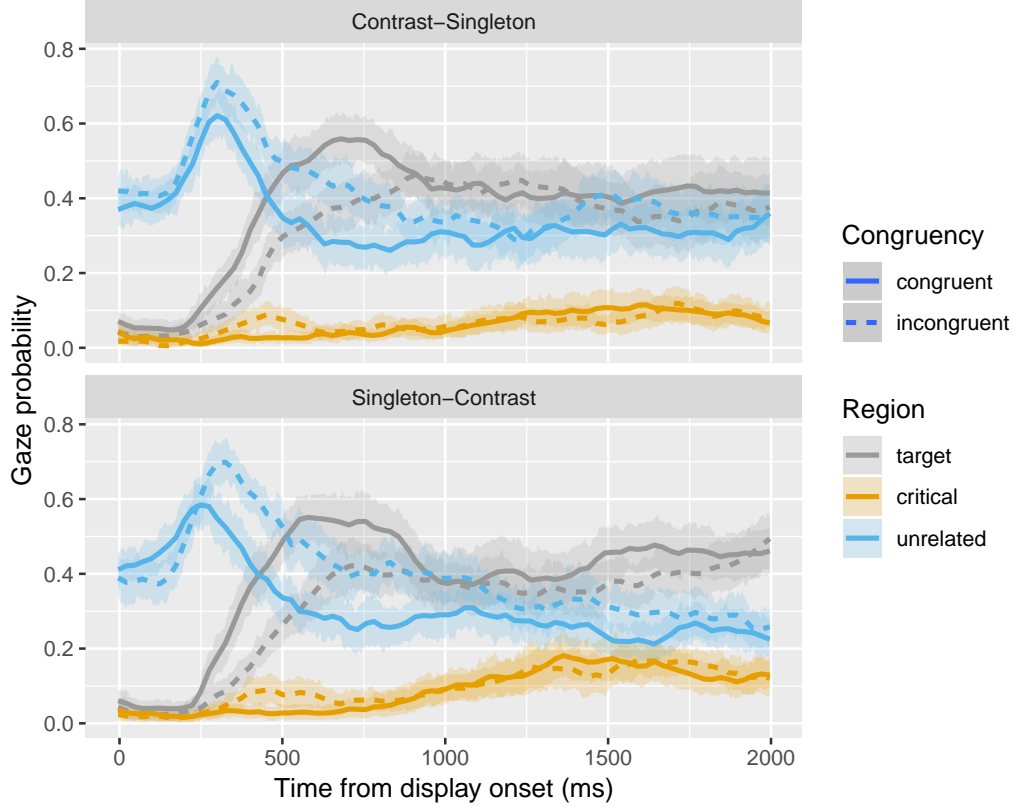 Contrast−Singleton
0.8
0.6
0.4
0.2
0.0
Singleton−Contrast
0.8
0.6
0.4
0.2
0.0
0
500
1000
1500
2000
Time from display onset (ms)
Gaze probability
Congruency
congruent
incongruent
Region
target
critical
unrelated